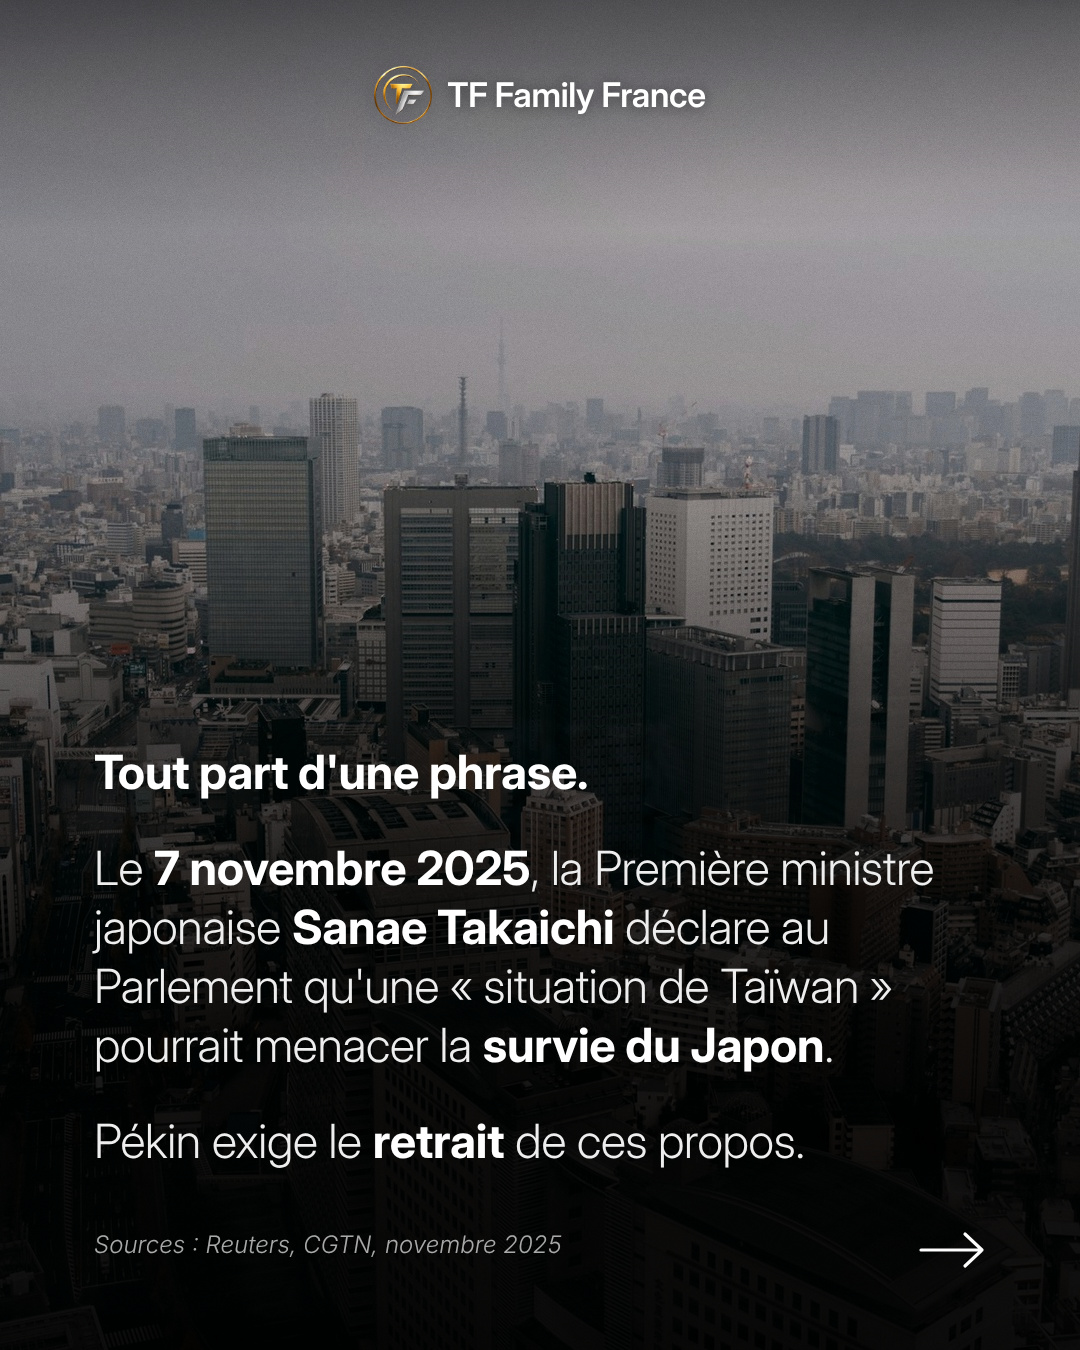 TF TF Family France
Tout part d'une phrase.
Le 7 novembre 2025, la Première ministre
japonaise Sanae Takaichi déclare au
Parlement qu'une « situation de Taïwan »
pourrait menacer la survie du Japon.
Pékin exige le retrait de ces propos.
Sources : Reuters, CGTN, novembre 2025